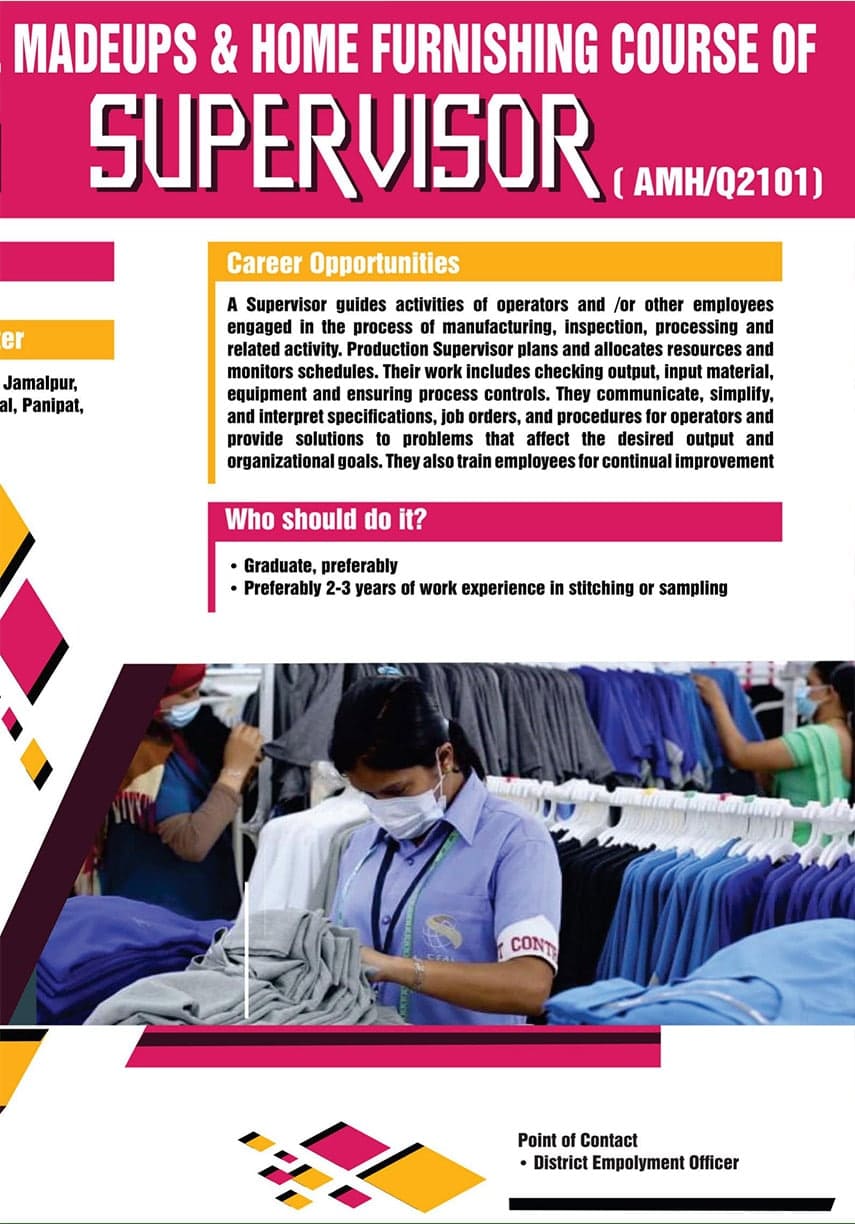 . MADEUPS & HOME FURNISHING COURSE OF
SUPERVISOR ( AMH/Q2101)
Career Opportunities
A Supervisor guides activities of operators and /or other employees
engaged in the process of manufacturing, inspection, processing and
related activity. Production Supervisor plans and allocates resources and
monitors schedules. Their work includes checking output, input material,
equipment and ensuring process controls. They communicate, simplify,
and interpret specifications, job orders, and procedures for operators and
provide solutions to problems that affect the desired output and
organizational goals. They also train employees for continual improvement
ter
Jamalpur,
al, Panipat,
Who should do it?
• Graduate, preferably
• Preferably 2-3 years of work experience in stitching or sampling
T CONT
Point of Contact
• District Empolyment Officer